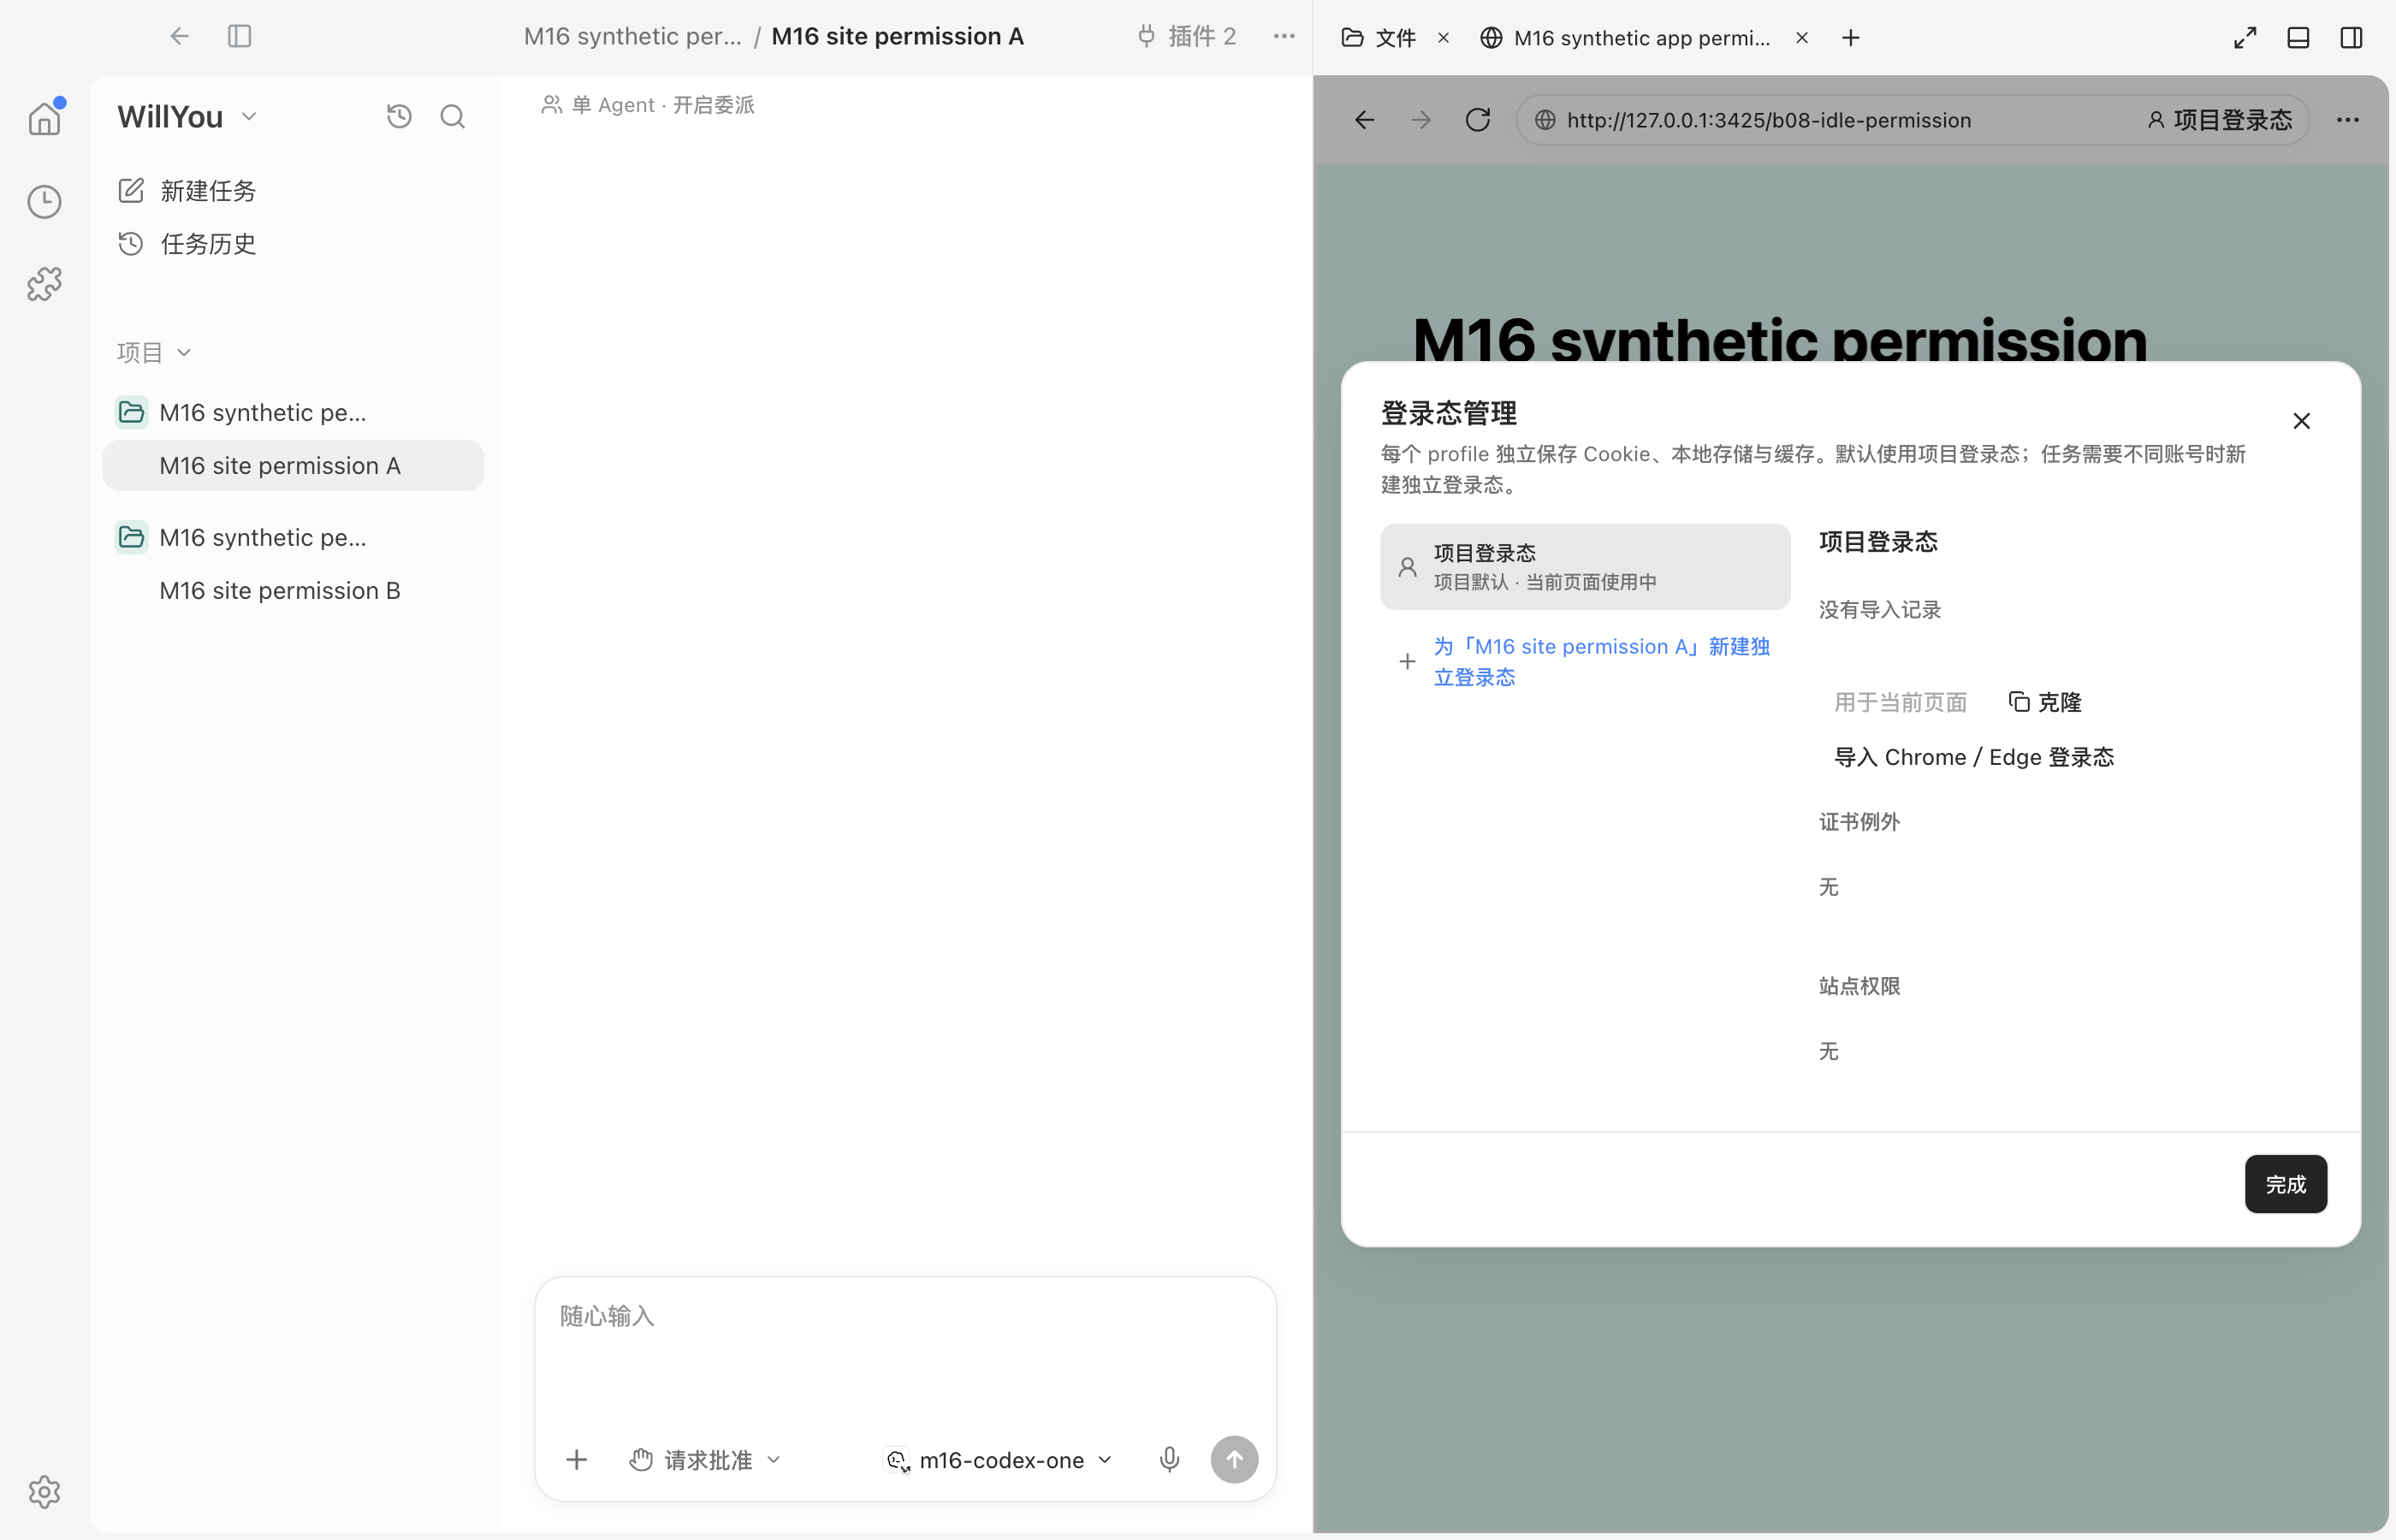 M16 synthetic per... / M16 site permission A
插件 2
文件
M16 synthetic app permi...
WillYou
新建任务
任务历史
项目
M16 synthetic pe...
M16 site permission A
M16 synthetic pe...
M16 site permission B
单 Agent · 开启委派
随心输入
请求批准
m16-codex-one
http://127.0.0.1:3425/b08-idle-permission
项目登录态
M16 synthetic permission
登录态管理
每个 profile 独立保存 Cookie、本地存储与缓存。默认使用项目登录态；任务需要不同账号时新
建独立登录态。
项目登录态
项目默认 · 当前页面使用中
为「M16 site permission A」新建独
立登录态
项目登录态
没有导入记录
用于当前页面
克隆
导入 Chrome / Edge 登录态
证书例外
无
站点权限
无
完成